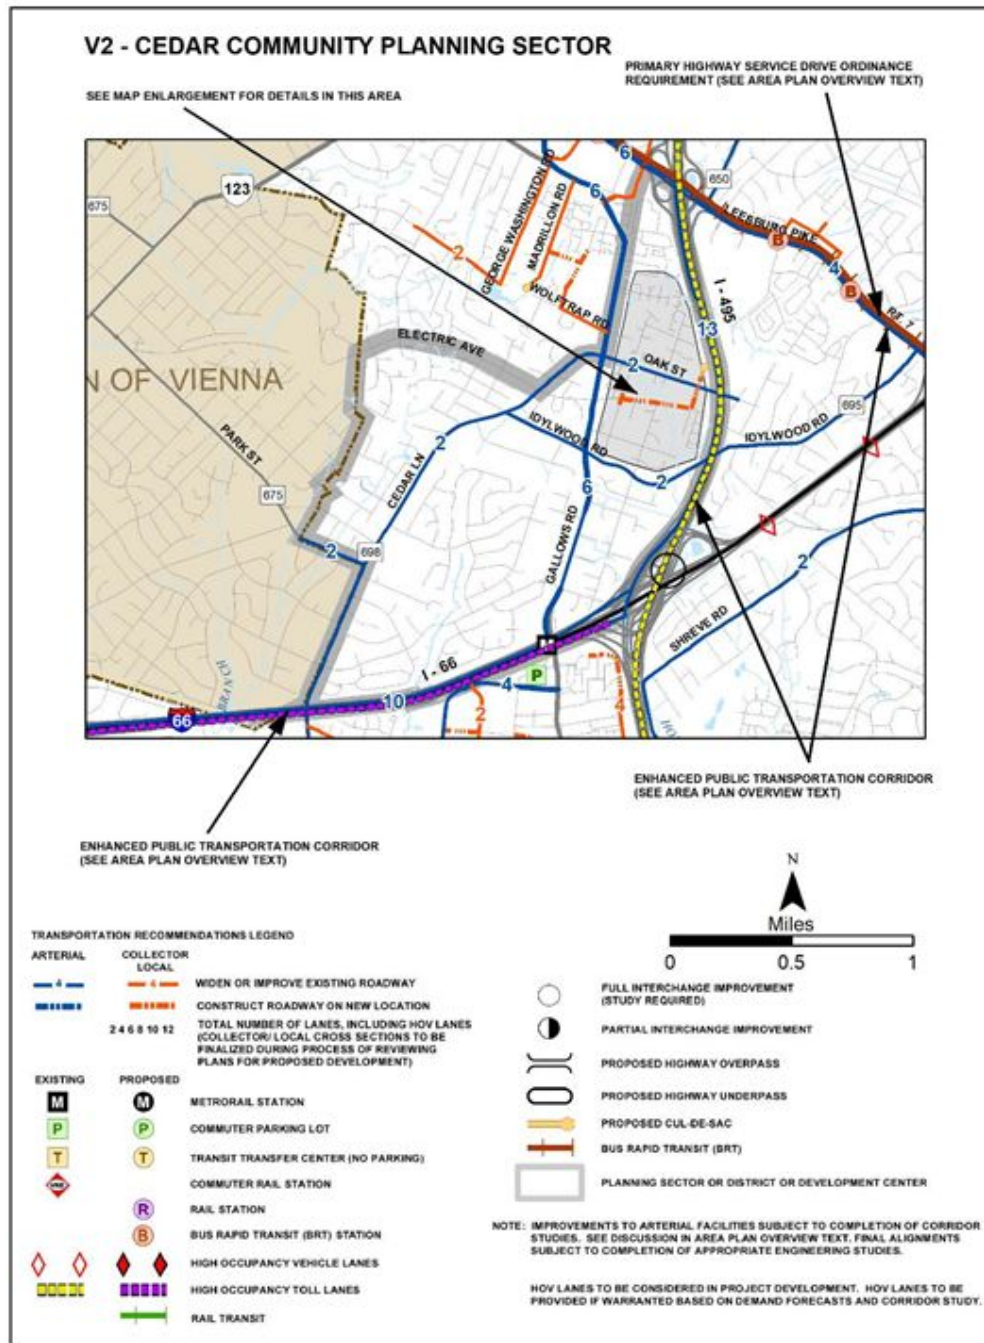 V2 - CEDAR COMMUNITY PLANNING SECTOR
PRIMARY HIGHWAY SERVICE DRIVE ORDINANCE
REQUIREMENT (SEE AREA PLAN OVERVIEW TEXT)
SEE MAP ENLARGEMENT FOR DETAILS IN THIS AREA
6
650
123
675
6
GEORGE WASHINGTON RD
MADRILLON RD
LEESBURG PIKE
B
2
4
B
WOLFTRAP RD
I - 495
13
RT. 7
ELECTRIC AVE
2
OAK ST
N OF VIENNA
695
PARK ST
2
IDYLWOOD RD
IDYLWOOD RD
CEDAR LN
2
6
675
GALLOWS RD
2
698
2
SHREVE RD
M
I - 66
P
BRANCH
4
10
2
4
66
HO
ENHANCED PUBLIC TRANSPORTATION CORRIDOR
(SEE AREA PLAN OVERVIEW TEXT)
ENHANCED PUBLIC TRANSPORTATION CORRIDOR
(SEE AREA PLAN OVERVIEW TEXT)
N
Miles
0 0.5 1
TRANSPORTATION RECOMMENDATIONS LEGEND
ARTERIAL COLLECTOR
LOCAL
4 4 WIDEN OR IMPROVE EXISTING ROADWAY
CONSTRUCT ROADWAY ON NEW LOCATION
2 4 6 8 10 12 TOTAL NUMBER OF LANES, INCLUDING HOV LANES
(COLLECTOR/ LOCAL CROSS SECTIONS TO BE
FINALIZED DURING PROCESS OF REVIEWING
PLANS FOR PROPOSED DEVELOPMENT)
EXISTING PROPOSED
M M METRORAIL STATION
P P COMMUTER PARKING LOT
T T TRANSIT TRANSFER CENTER (NO PARKING)
VRE COMMUTER RAIL STATION
R RAIL STATION
B BUS RAPID TRANSIT (BRT) STATION
HIGH OCCUPANCY VEHICLE LANES
HIGH OCCUPANCY TOLL LANES
RAIL TRANSIT
FULL INTERCHANGE IMPROVEMENT
(STUDY REQUIRED)
PARTIAL INTERCHANGE IMPROVEMENT
PROPOSED HIGHWAY OVERPASS
PROPOSED HIGHWAY UNDERPASS
PROPOSED CUL-DE-SAC
BUS RAPID TRANSIT (BRT)
PLANNING SECTOR OR DISTRICT OR DEVELOPMENT CENTER
NOTE: IMPROVEMENTS TO ARTERIAL FACILITIES SUBJECT TO COMPLETION OF CORRIDOR
STUDIES. SEE DISCUSSION IN AREA PLAN OVERVIEW TEXT. FINAL ALIGNMENTS
SUBJECT TO COMPLETION OF APPROPRIATE ENGINEERING STUDIES.
HOV LANES TO BE CONSIDERED IN PROJECT DEVELOPMENT. HOV LANES TO BE
PROVIDED IF WARRANTED BASED ON DEMAND FORECASTS AND CORRIDOR STUDY.